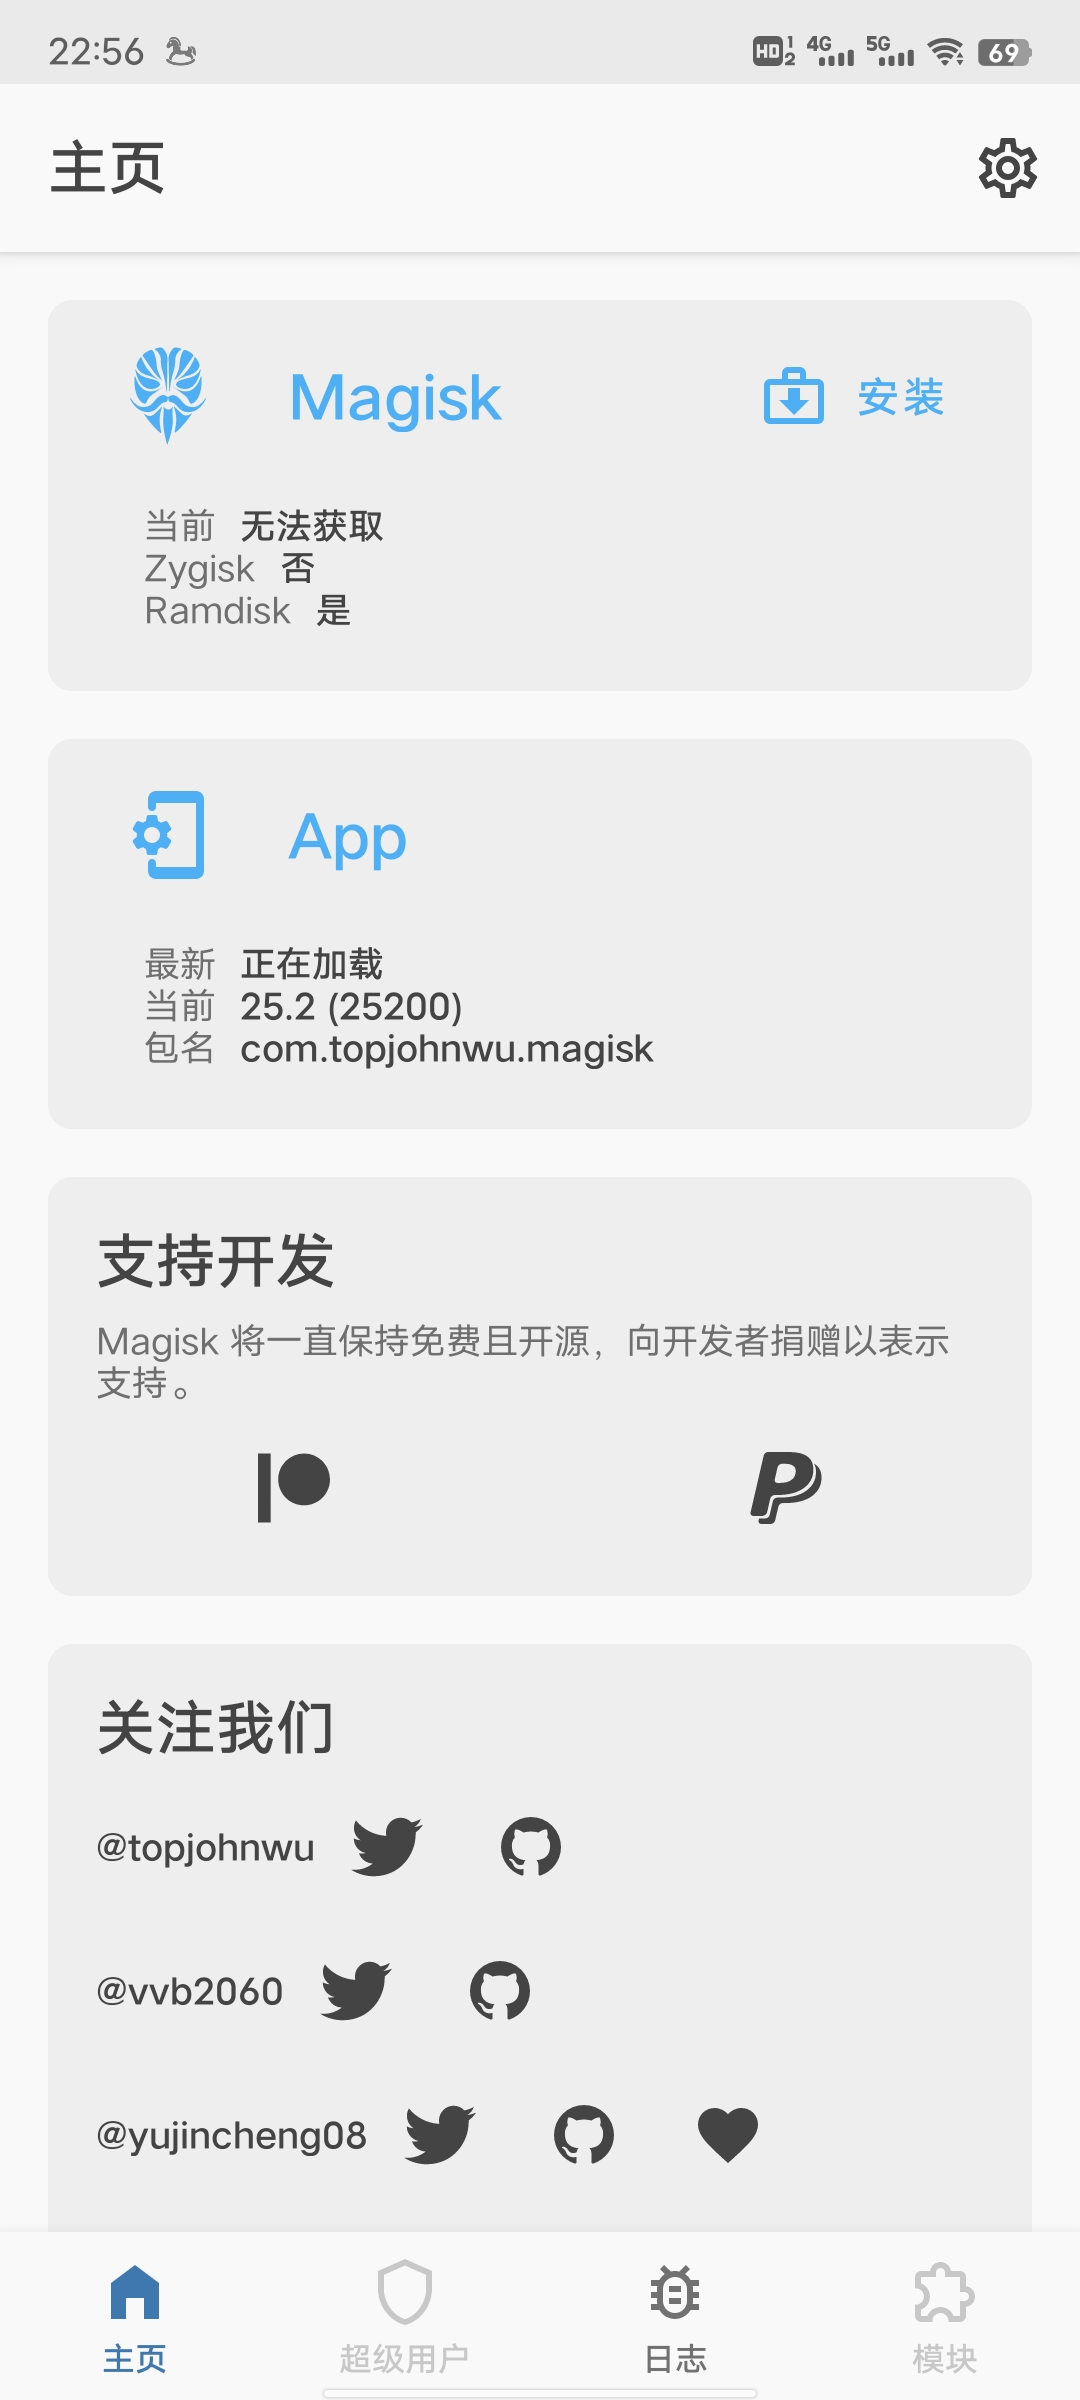 22:56 HD 1 2 4G 5G 69
主页
Magisk 安装
当前 无法获取
Zygisk 否
Ramdisk 是
App
最新 正在加载
当前 25.2 (25200)
包名 com.topjohnwu.magisk
支持开发
Magisk 将一直保持免费且开源，向开发者捐赠以表示
支持。
关注我们
@topjohnwu
@vvb2060
@yujincheng08
主页 超级用户 日志 模块